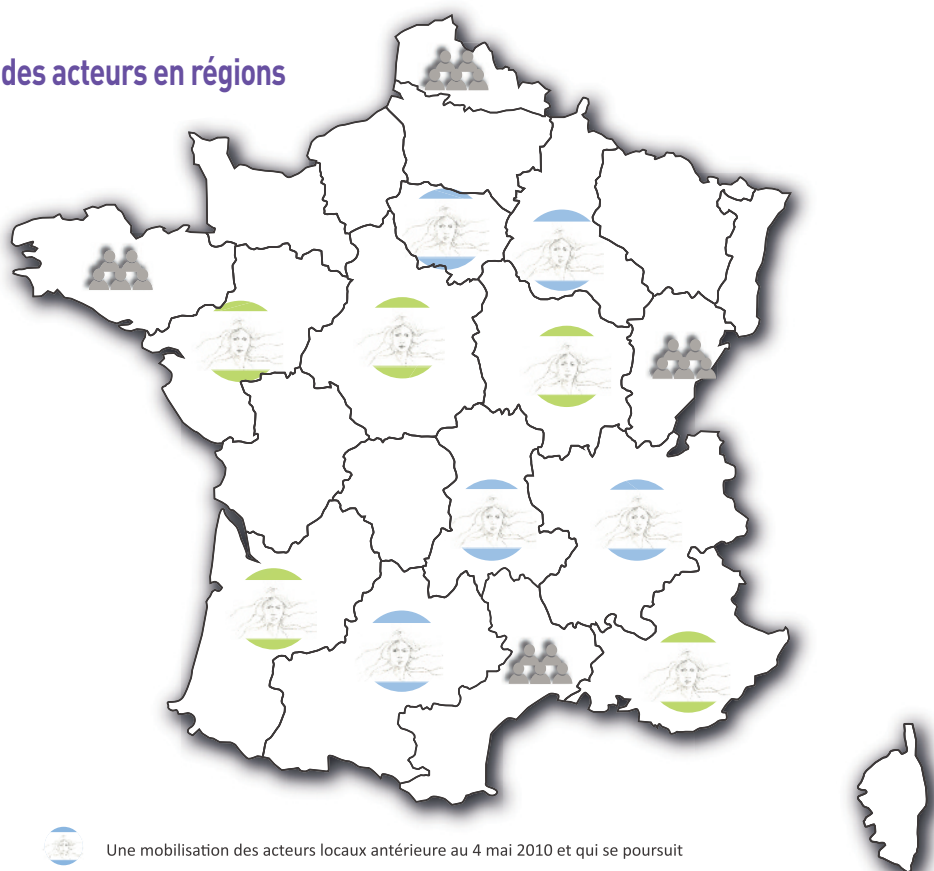 des acteurs en régions
Une mobilisation des acteurs locaux antérieure au 4 mai 2010 et qui se poursuit